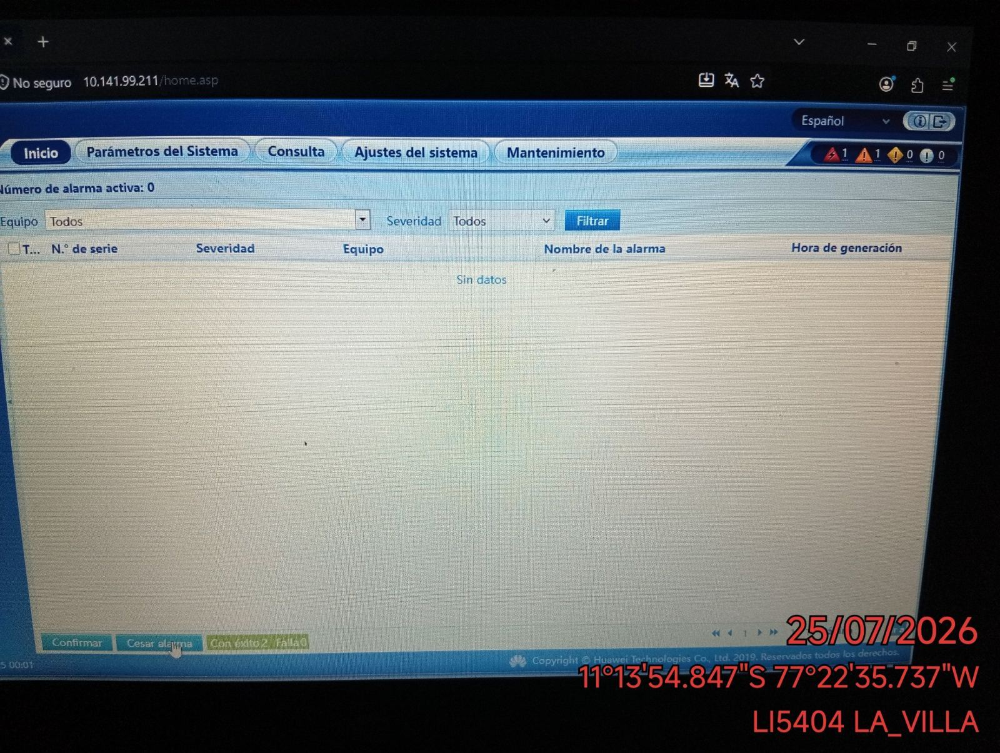 No seguro 10.141.99.211/home.asp
Español
Inicio Parámetros del Sistema Consulta Ajustes del sistema Mantenimiento 1 1 0 0
Número de alarma activa: 0
Equipo Todos Severidad Todos Filtrar
T... N.° de serie Severidad Equipo Nombre de la alarma Hora de generación
Sin datos
1
Confirmar Cesar alarma Con éxito 2 Falla 0
5 00:01
Copyright © Huawei Technologies Co., Ltd. 2019. Reservados todos los derechos.
25/07/2026
11°13'54.847"S 77°22'35.737"W
LI5404 LA_VILLA